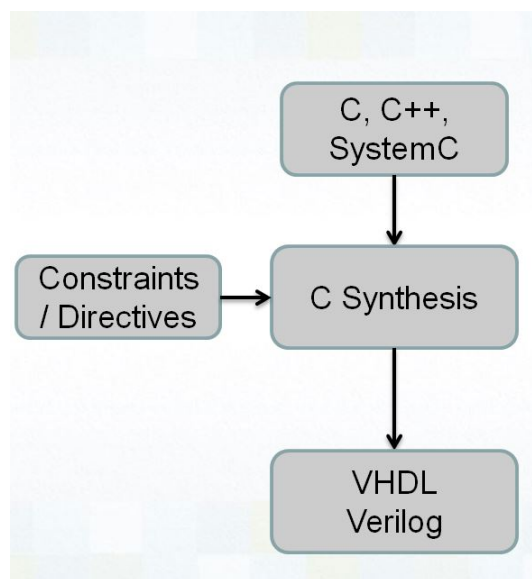 C, C++,
SystemC
Constraints
/ Directives
C Synthesis
VHDL
Verilog